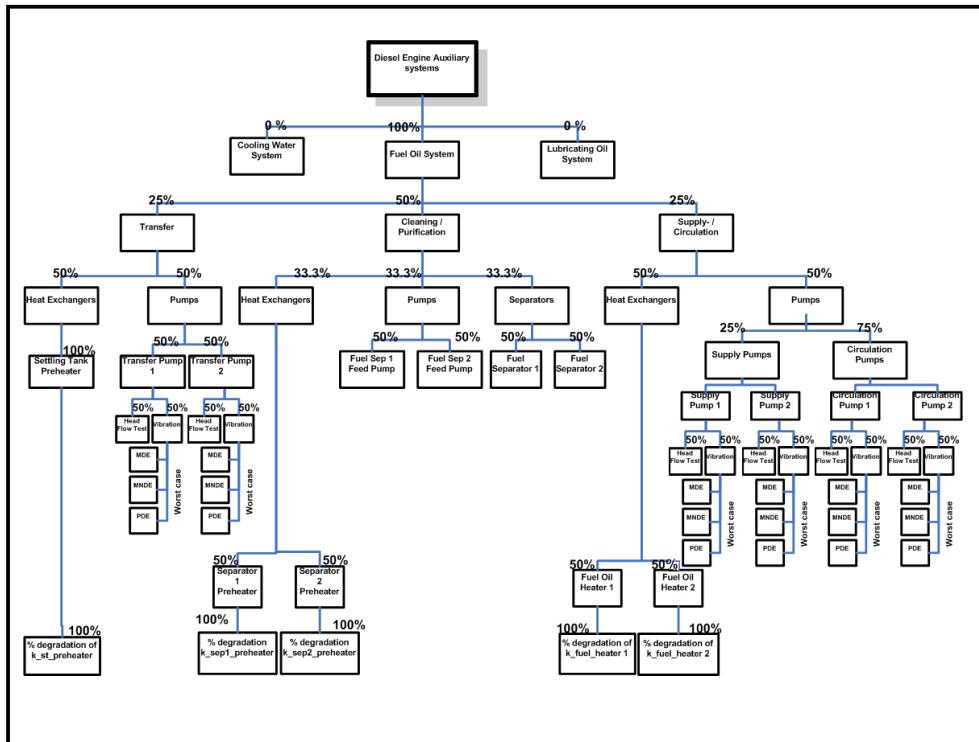 Diesel Engine Auxiliary
systems
0 %
100%
0 %
Cooling Water
System
Fuel Oil System
Lubricating Oil
System
25%
50%
25%
Transfer
Cleaning /
Purification
Supply- /
Circulation
50%
50%
33.3%
33.3%
33.3%
50%
50%
Heat Exchangers
Pumps
Heat Exchangers
Pumps
Separators
Heat Exchangers
Pumps
100%
50%
50%
50%
50%
50%
50%
25%
75%
Settling Tank
Preheater
Transfer Pump
1
Transfer Pump
2
Fuel Sep 1
Feed Pump
Fuel Sep 2
Feed Pump
Fuel
Separator 1
Fuel
Separator 2
Supply Pumps
Circulation
Pumps
Supply
Pump 1
Supply
Pump 2
Circulation
Pump 1
Circulation
Pump 2
50%
50%
50%
50%
Head
Flow Test
Vibration
Head
Flow Test
Vibration
MDE
MNDE
PDE
Worst case
MDE
MNDE
PDE
Worst case
50%
50%
50%
50%
50%
50%
50%
50%
Head
Flow Test
Vibration
Head
Flow Test
Vibration
Head
Flow Test
Vibration
Head
Flow Test
Vibration
MDE
MNDE
PDE
Worst case
MDE
MNDE
PDE
Worst case
MDE
MNDE
PDE
Worst case
MDE
MNDE
PDE
Worst case
50%
50%
50%
50%
Separator
1
Preheater
Separator
2
Preheater
Fuel Oil
Heater 1
Fuel Oil
Heater 2
100%
100%
100%
100%
100%
% degradation of
k_st_preheater
% degradation
k_sep1_preheater
% degradation
k_sep2_preheater
% degradation of
k_fuel_heater 1
% degradation of
k_fuel_heater 2